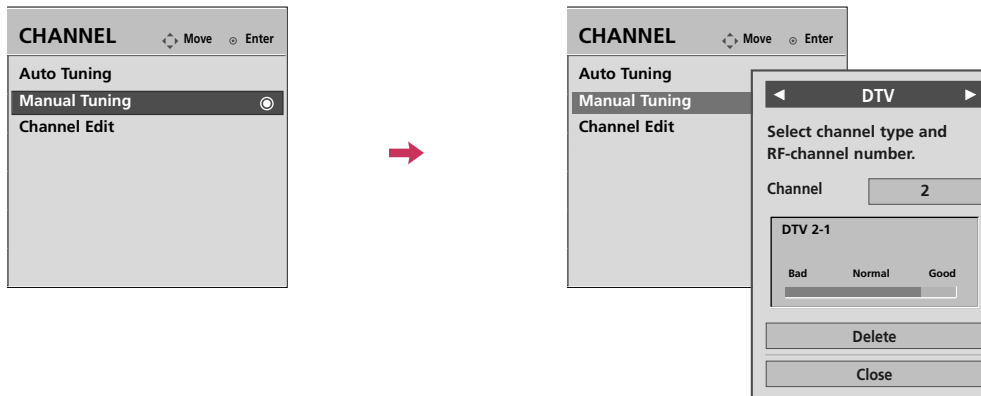 CHANNEL Move Enter
Auto Tuning
Manual Tuning
Channel Edit
CHANNEL Move Enter
Auto Tuning
Manual Tuning
Channel Edit
DTV
Select channel type and
RF-channel number.
Channel 2
DTV 2-1
Bad Normal Good
Delete
Close